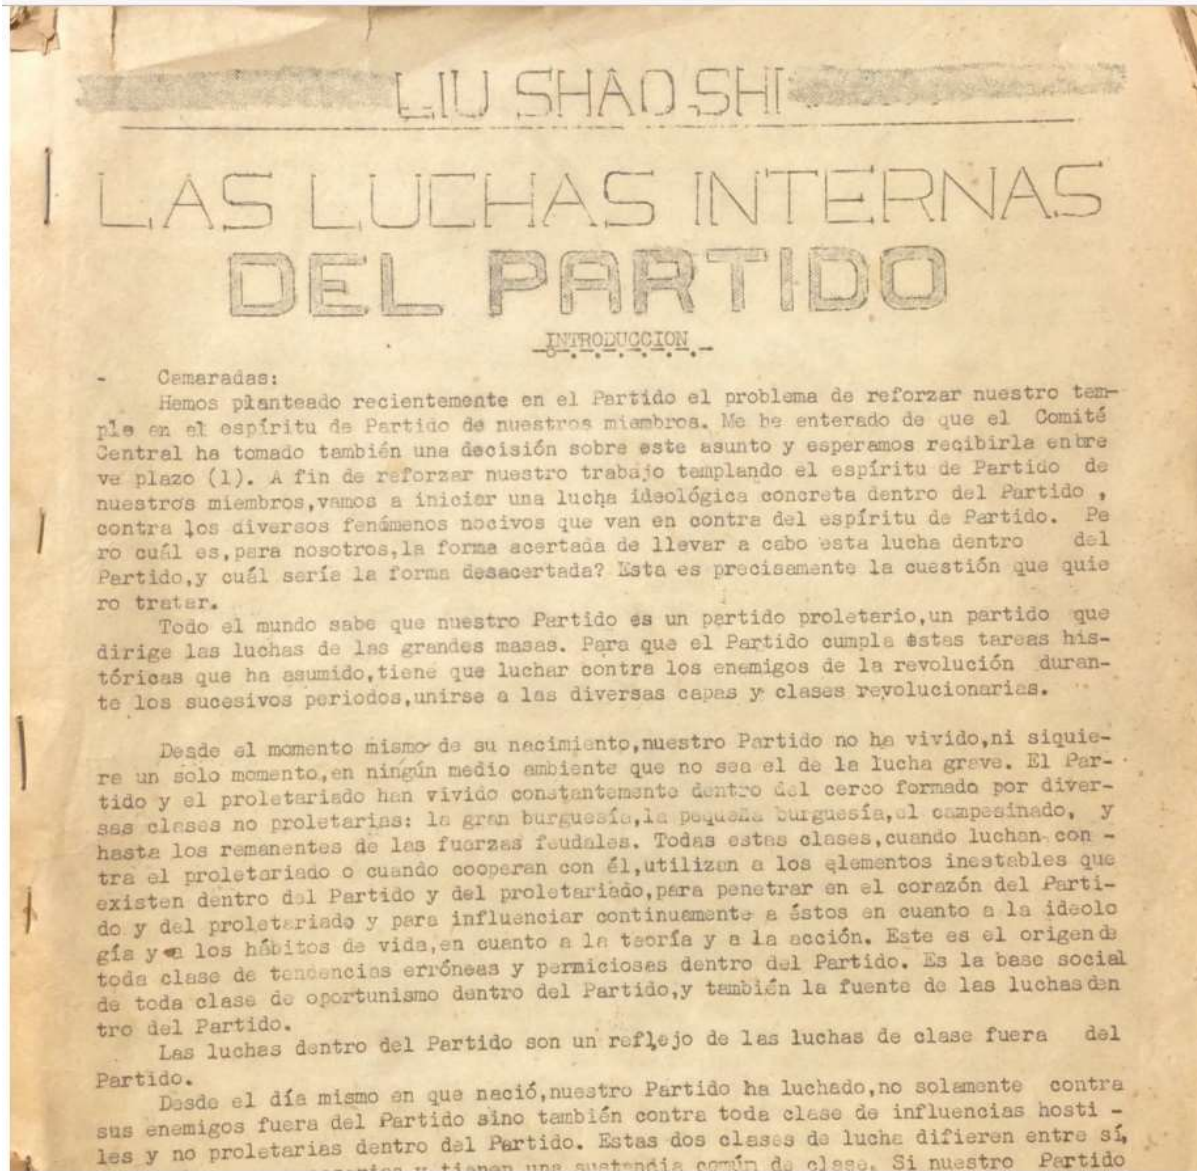 LIU SHAO-SHI
LAS LUCHAS INTERNAS
DEL PARTIDO
INTRODUCCION
- Camaradas:
Hemos planteado recientemente en el Partido el problema de reforzar nuestro tem-
ple en el espíritu de Partido de nuestros miembros. Me he enterado de que el Comité
Central ha tomado también una decisión sobre este asunto y esperamos recibirla enbre
ve plazo (1). A fin de reforzar nuestro trabajo templando el espíritu de Partido de
nuestros miembros,vamos a iniciar una lucha ideológica concreta dentro del Partido ,
contra los diversos fenómenos nocivos que van en contra del espíritu de Partido. Pe
ro cuál es,para nosotros,la forma acertada de llevar a cabo esta lucha dentro del
Partido,y cuál sería la forma desacertada? Esta es precisamente la cuestión que quie
ro tratar.
Todo el mundo sabe que nuestro Partido es un partido proletario,un partido que
dirige las luchas de las grandes masas. Para que el Partido cumpla éstas tareas his-
tóricas que ha asumido,tiene que luchar contra los enemigos de la revolución duran-
te los sucesivos periodos,unirse a las diversas capas y clases revolucionarias.
Desde el momento mismo de su nacimiento,nuestro Partido no ha vivido,ni siquie-
ra un solo momento,en ningún medio ambiente que no sea el de la lucha grave. El Par-
tido y el proletariado han vivido constantemente dentro del cerco formado por diver-
sas clases no proletarias: la gran burguesía,la pequeña burguesía,el campesinado, y
hasta los remanentes de las fuerzas feudales. Todas estas clases,cuando luchan con -
tra el proletariado o cuando cooperan con él,utilizan a los elementos inestables que
existen dentro del Partido y del proletariado,para penetrar en el corazón del Parti-
do y del proletariado y para influenciar continuamente a éstos en cuanto a la ideolo
gía y a los hábitos de vida,en cuanto a la teoría y a la acción. Este es el origende
toda clase de tendencias erróneas y perniciosas dentro del Partido. Es la base social
de toda clase de oportunismo dentro del Partido,y también la fuente de las luchas den
tro del Partido.
Las luchas dentro del Partido son un reflejo de las luchas de clase fuera del
Partido.
Desde el día mismo en que nació,nuestro Partido ha luchado,no solamente contra
sus enemigos fuera del Partido sino también contra toda clase de influencias hosti -
les y no proletarias dentro del Partido. Estas dos clases de lucha difieren entre sí,
y tienen una sustancia común de clase. Si nuestro Partido